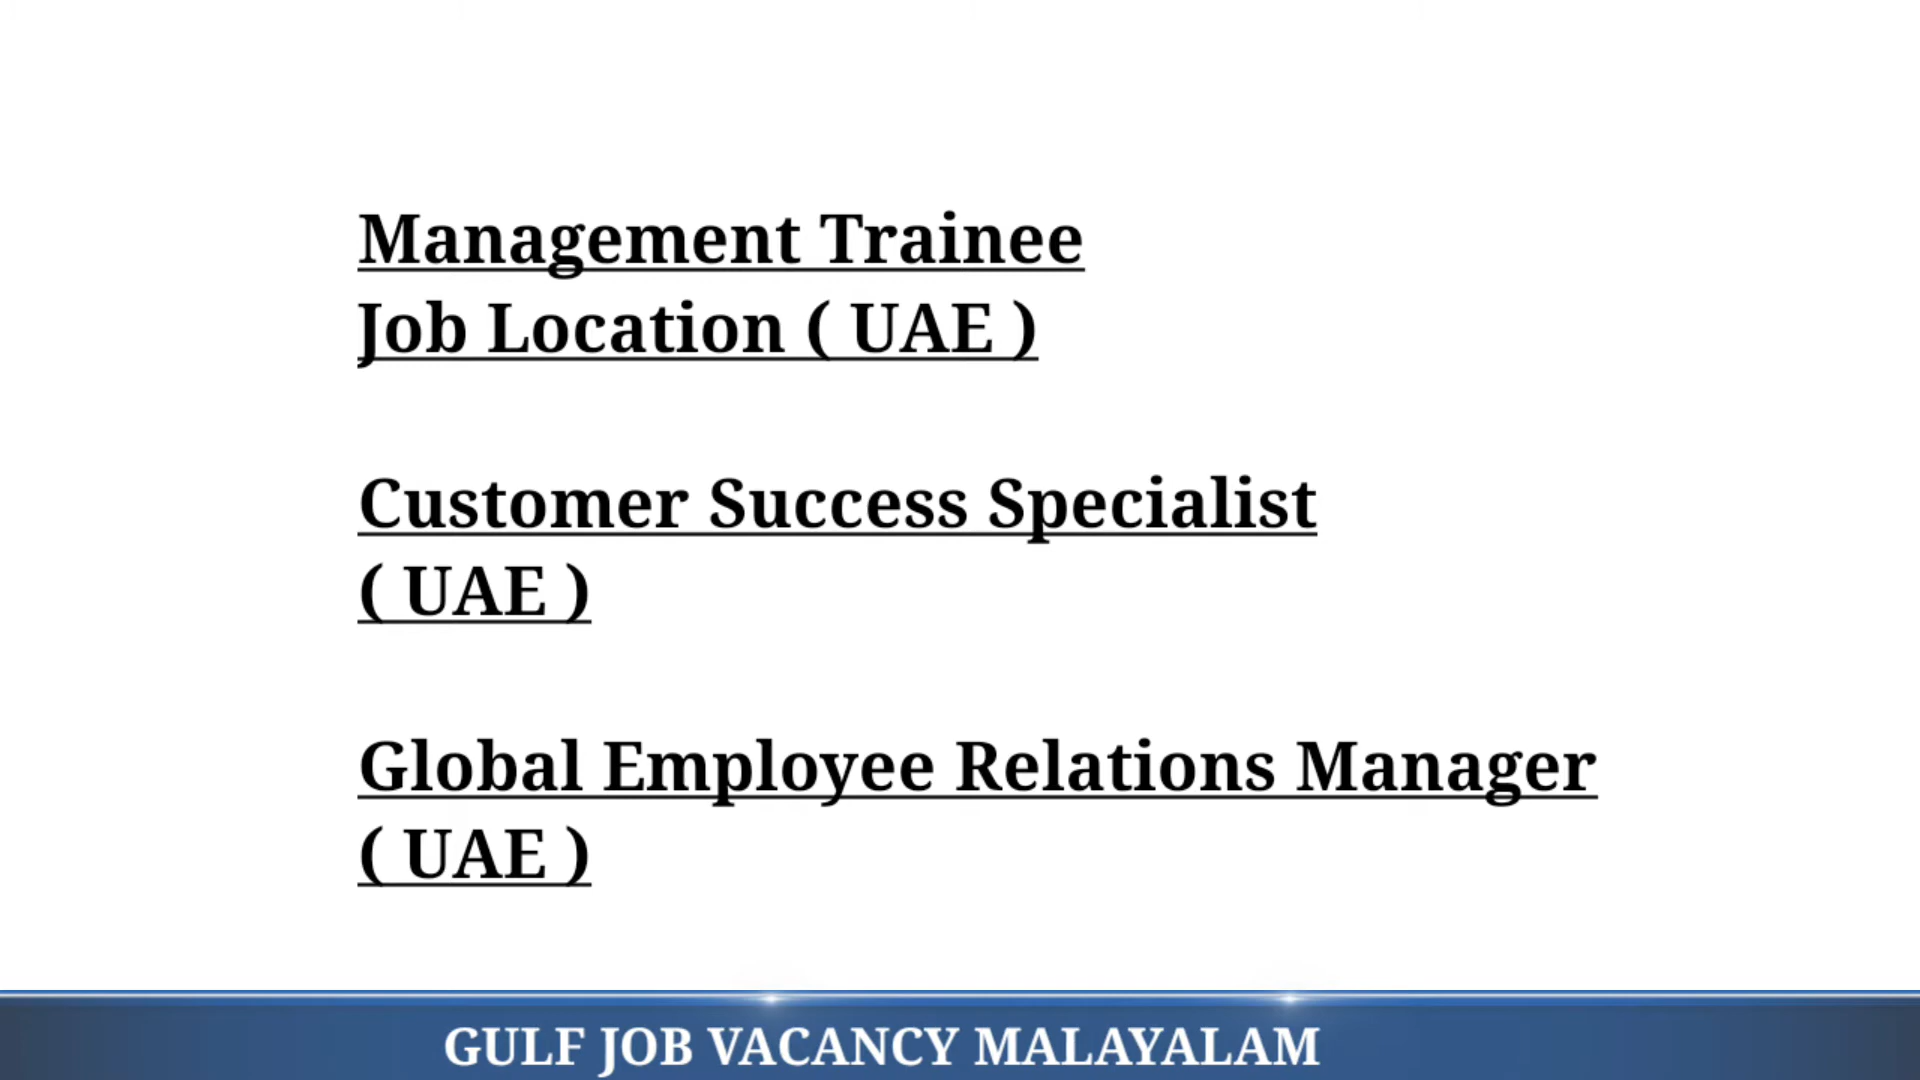 Management Trainee
Job Location ( UAE )
Customer Success Specialist
( UAE )
Global Employee Relations Manager
( UAE )
GULF JOB VACANCY MALAYALAM